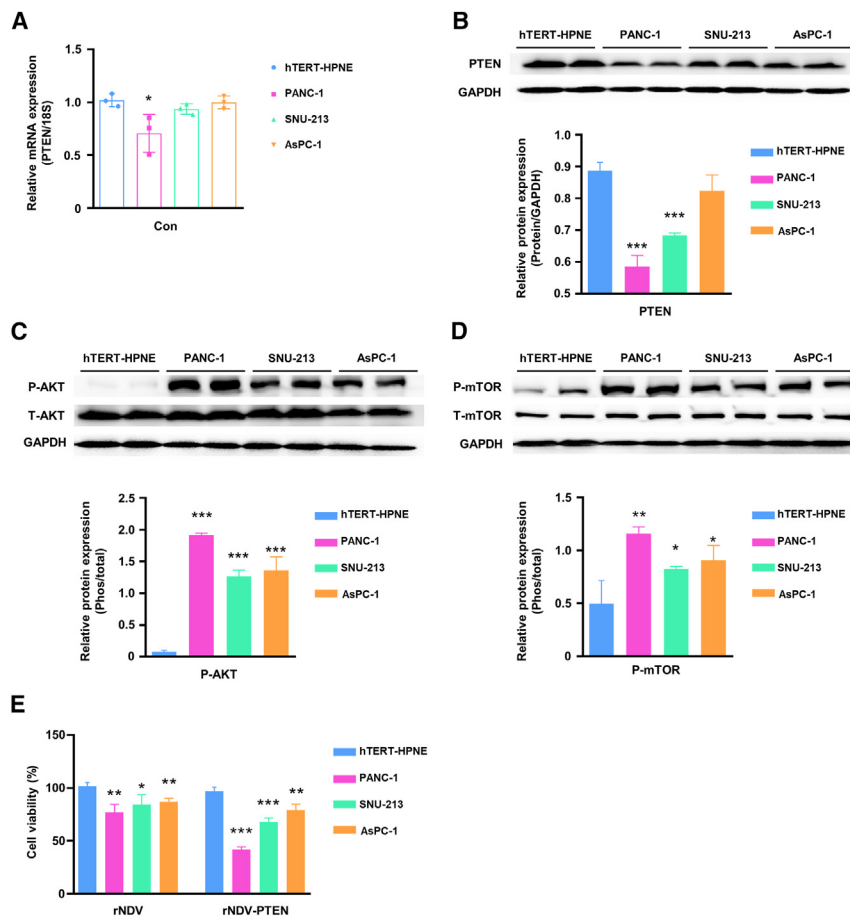 A
Relative mRNA expression
(PTEN/18S)
1.5
1.0
0.5
0.0
*
Con
hTERT-HPNE
PANC-1
SNU-213
AsPC-1
B
hTERT-HPNE PANC-1 SNU-213 AsPC-1
PTEN
GAPDH
Relative protein expression
(Protein/GAPDH)
0.9
0.8
0.7
0.6
0.5
***
***
PTEN
hTERT-HPNE
PANC-1
SNU-213
AsPC-1
C
hTERT-HPNE PANC-1 SNU-213 AsPC-1
P-AKT
T-AKT
GAPDH
Relative protein expression
(Phos/total)
2.5
2.0
1.5
1.0
0.5
0
***
***
***
P-AKT
hTERT-HPNE
PANC-1
SNU-213
AsPC-1
D
hTERT-HPNE PANC-1 SNU-213 AsPC-1
P-mTOR
T-mTOR
GAPDH
Relative protein expression
(Phos/total)
1.5
1.0
0.5
0
**
*
*
P-mTOR
hTERT-HPNE
PANC-1
SNU-213
AsPC-1
E
Cell viability (%)
150
100
50
0
** * **
*** *** **
rNDV rNDV-PTEN
hTERT-HPNE
PANC-1
SNU-213
AsPC-1